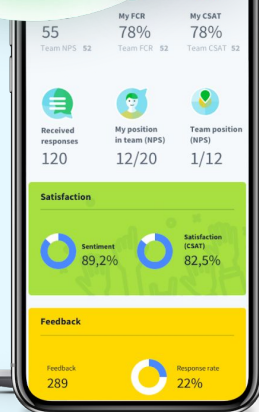 My FCR My CSAT
55 78% 78%
Team NPS 52 Team FCR 52 Team CSAT 52
Received My position Team position
responses in team (NPS) (NPS)
120 12/20 1/12
Satisfaction
Sentiment Satisfaction
(CSAT)
89,2% 82,5%
Feedback
Feedback Response rate
289 22%